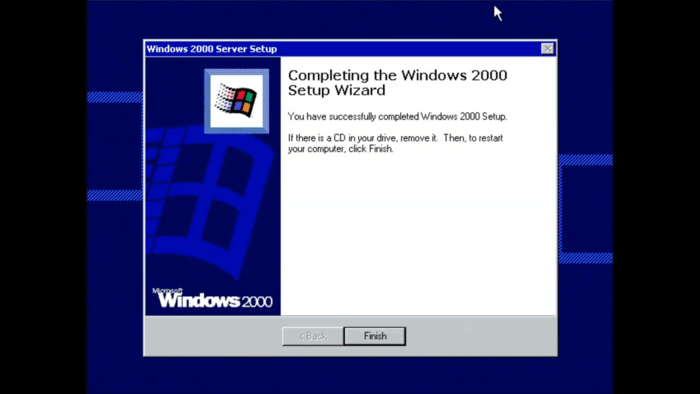 Windows 2000 Server Setup
Completing the Windows 2000
Setup Wizard
You have successfully completed Windows 2000 Setup.
If there is a CD in your drive, remove it. Then, to restart
your computer, click Finish.
Microsoft
Windows 2000
< Back
Finish